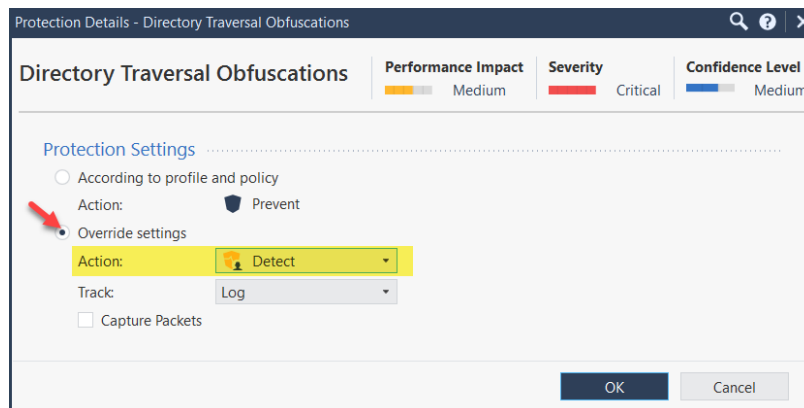 Protection Details - Directory Traversal Obfuscations
Directory Traversal Obfuscations
Performance Impact
Medium
Severity
Critical
Confidence Level
Medium
Protection Settings
According to profile and policy
Action: Prevent
Override settings
Action: Detect
Track: Log
Capture Packets
OK Cancel